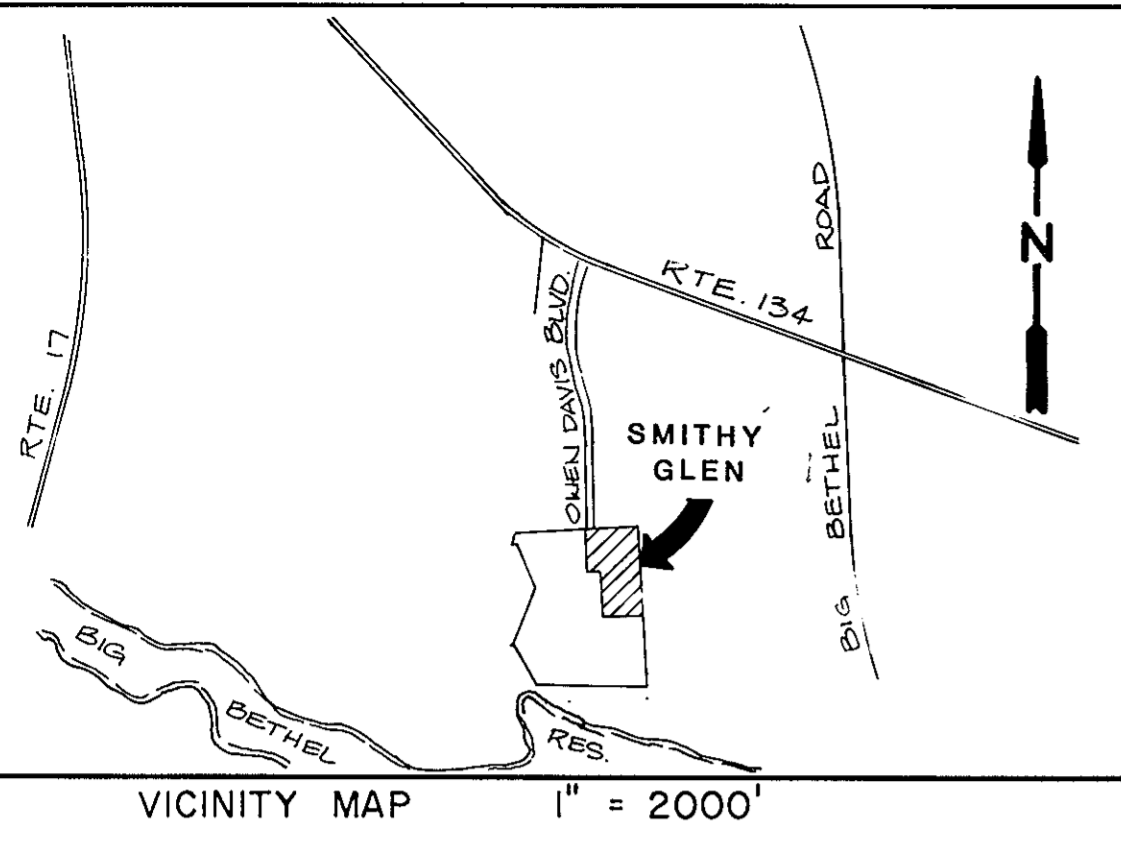 RTE. 17
OWEN DAVIS BLVD.
RTE. 134
BIG BETHEL ROAD
N
SMITHY
GLEN
BIG
BETHEL
RES.
VICINITY MAP 1" = 2000'